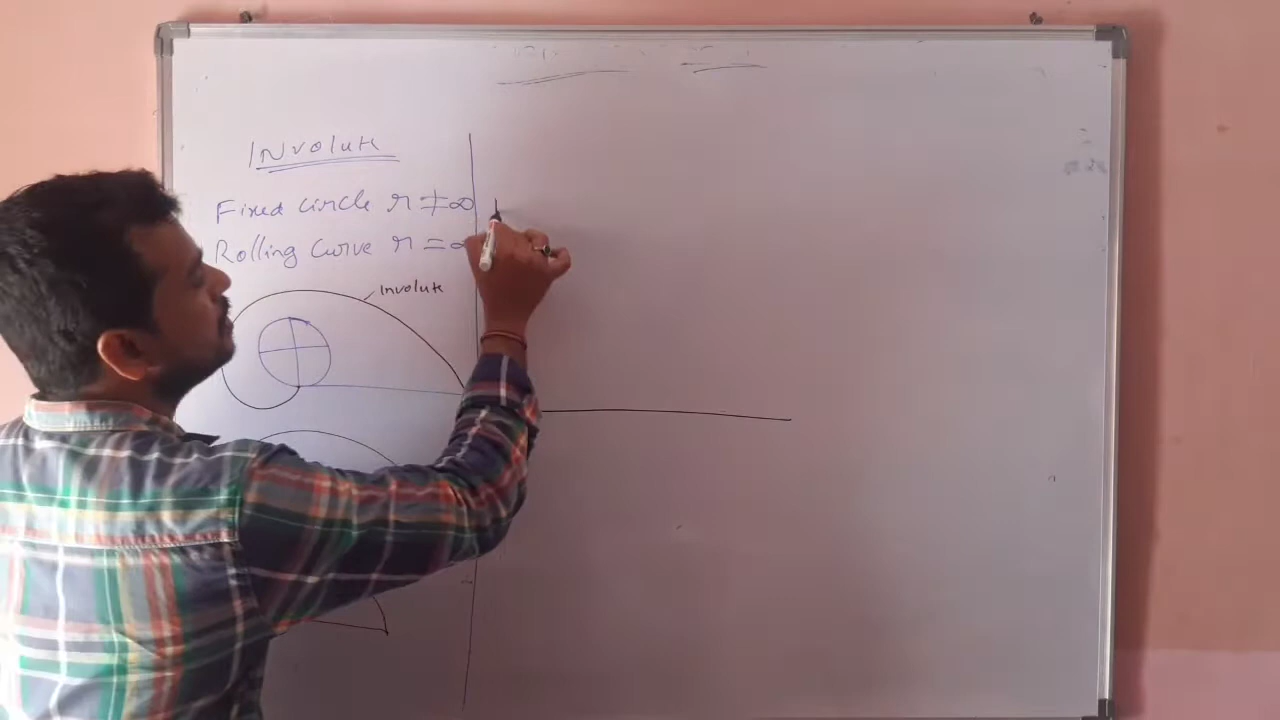 Involute
Fixed circle r ≠ ∞
Rolling curve r = ∞
Involute